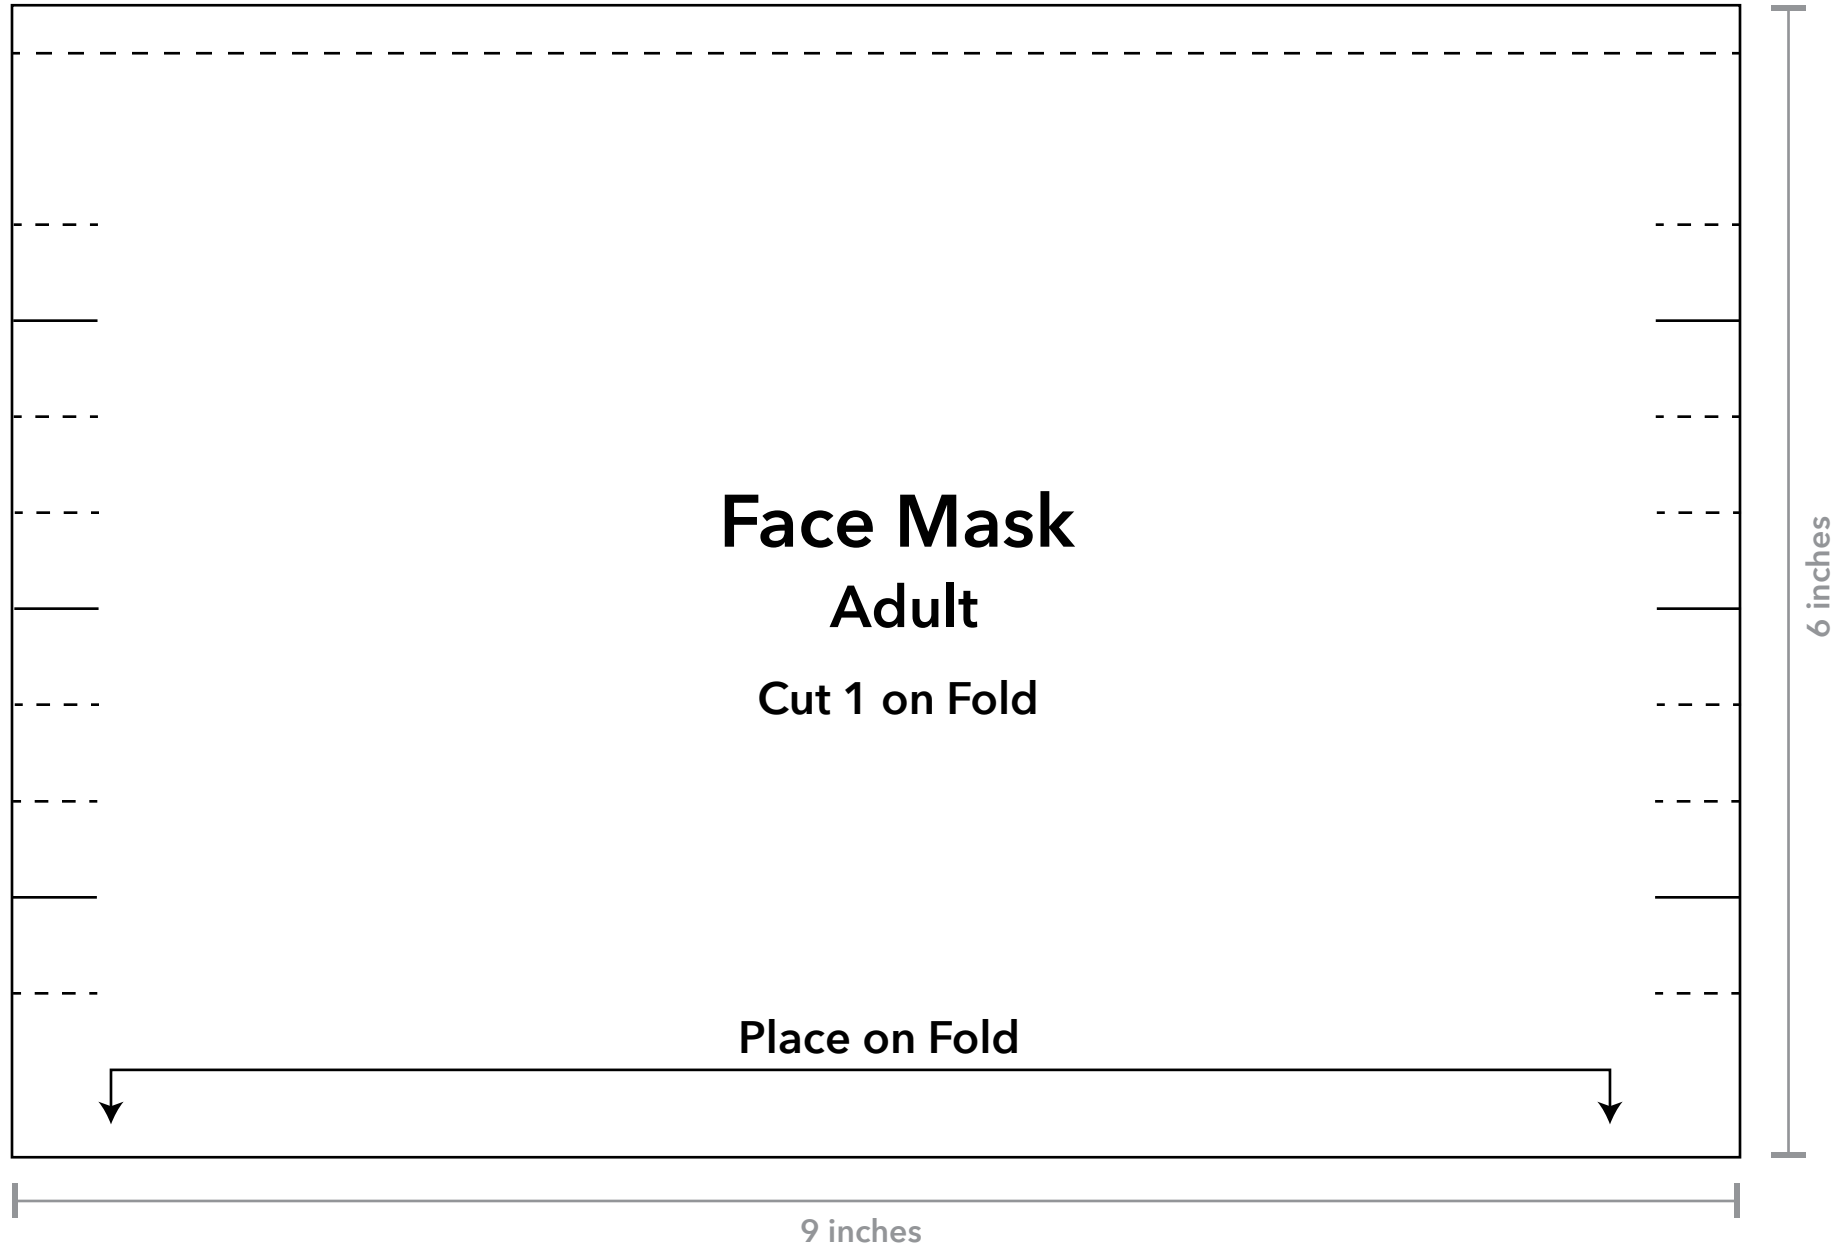 Face Mask
Adult
Cut 1 on Fold
6 inches
Place on Fold
9 inches